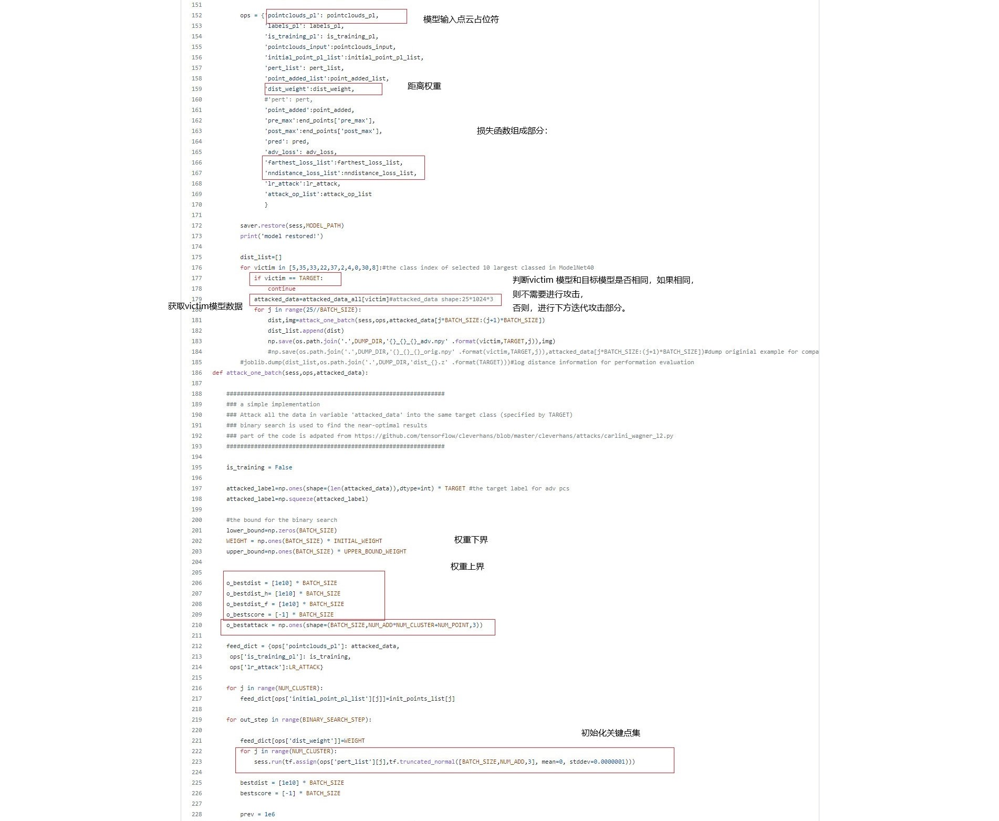 151
152 ops = {'pointclouds_pl': pointclouds_pl,
模型输入点云占位符
153 'labels_pl': labels_pl,
154 'is_training_pl': is_training_pl,
155 'pointclouds_input':pointclouds_input,
156 'initial_point_pl_list':initial_point_pl_list,
157 'pert_list': pert_list,
158 'point_added_list':point_added_list,
159 'dist_weight':dist_weight,
距离权重
160 #'pert': pert,
161 'point_added':point_added,
162 'pre_max':end_points['pre_max'],
163 'post_max':end_points['post_max'],
损失函数组成部分：
164 'pred': pred,
165 'adv_loss': adv_loss,
166 'farthest_loss_list':farthest_loss_list,
167 'nndistance_loss_list':nndistance_loss_list,
168 'lr_attack':lr_attack,
169 'attack_op_list':attack_op_list
170 }
171
172 saver.restore(sess,MODEL_PATH)
173 print('model restored!')
174
175 dist_list=[]
176 for victim in [5,35,33,22,37,2,4,0,30,8]:#the class index of selected 10 largest classed in ModelNet40
177 if victim == TARGET:
判断victim 模型和目标模型是否相同，如果相同，
178 continue
则不需要进行攻击，
179 attacked_data=attacked_data_all[victim]#attacked_data shape:25*1024*3
获取victim模型数据
否则，进行下方迭代攻击部分。
180 for j in range(25//BATCH_SIZE):
181 dist,img=attack_one_batch(sess,ops,attacked_data[j*BATCH_SIZE:(j+1)*BATCH_SIZE])
182 dist_list.append(dist)
183 np.save(os.path.join('.',DUMP_DIR,'{}_{}_{}_adv.npy' .format(victim,TARGET,j)),img)
184 #np.save(os.path.join('.',DUMP_DIR,'{}_{}_{}_orig.npy' .format(victim,TARGET,j)),attacked_data[j*BATCH_SIZE:(j+1)*BATCH_SIZE])#dump originial example for compa
185 #joblib.dump(dist_list,os.path.join('.',DUMP_DIR,'dist_{}.z' .format(TARGET)))#log distance information for performation evaluation
186 def attack_one_batch(sess,ops,attacked_data):
187
188 ###############################################################
189 ### a simple implementation
190 ### Attack all the data in variable 'attacked_data' into the same target class (specified by TARGET)
191 ### binary search is used to find the near-optimal results
192 ### part of the code is adpated from https://github.com/tensorflow/cleverhans/blob/master/cleverhans/attacks/carlini_wagner_l2.py
193 ###############################################################
194
195 is_training = False
196
197 attacked_label=np.ones(shape=(len(attacked_data)),dtype=int) * TARGET #the target label for adv pcs
198 attacked_label=np.squeeze(attacked_label)
199
200 #the bound for the binary search
201 lower_bound=np.zeros(BATCH_SIZE)
202 WEIGHT = np.ones(BATCH_SIZE) * INITIAL_WEIGHT
权重下界
203 upper_bound=np.ones(BATCH_SIZE) * UPPER_BOUND_WEIGHT
204
权重上界
205
206 o_bestdist = [1e10] * BATCH_SIZE
207 o_bestdist_h= [1e10] * BATCH_SIZE
208 o_bestdist_f = [1e10] * BATCH_SIZE
209 o_bestscore = [-1] * BATCH_SIZE
210 o_bestattack = np.ones(shape=(BATCH_SIZE,NUM_ADD*NUM_CLUSTER+NUM_POINT,3))
211
212 feed_dict = {ops['pointclouds_pl']: attacked_data,
213 ops['is_training_pl']: is_training,
214 ops['lr_attack']:LR_ATTACK}
215
216 for j in range(NUM_CLUSTER):
217 feed_dict[ops['initial_point_pl_list'][j]]=init_points_list[j]
218
219 for out_step in range(BINARY_SEARCH_STEP):
220
初始化关键点集
221 feed_dict[ops['dist_weight']]=WEIGHT
222 for j in range(NUM_CLUSTER):
223 sess.run(tf.assign(ops['pert_list'][j],tf.truncated_normal([BATCH_SIZE,NUM_ADD,3], mean=0, stddev=0.0000001)))
224
225 bestdist = [1e10] * BATCH_SIZE
226 bestscore = [-1] * BATCH_SIZE
227
228 prev = 1e6